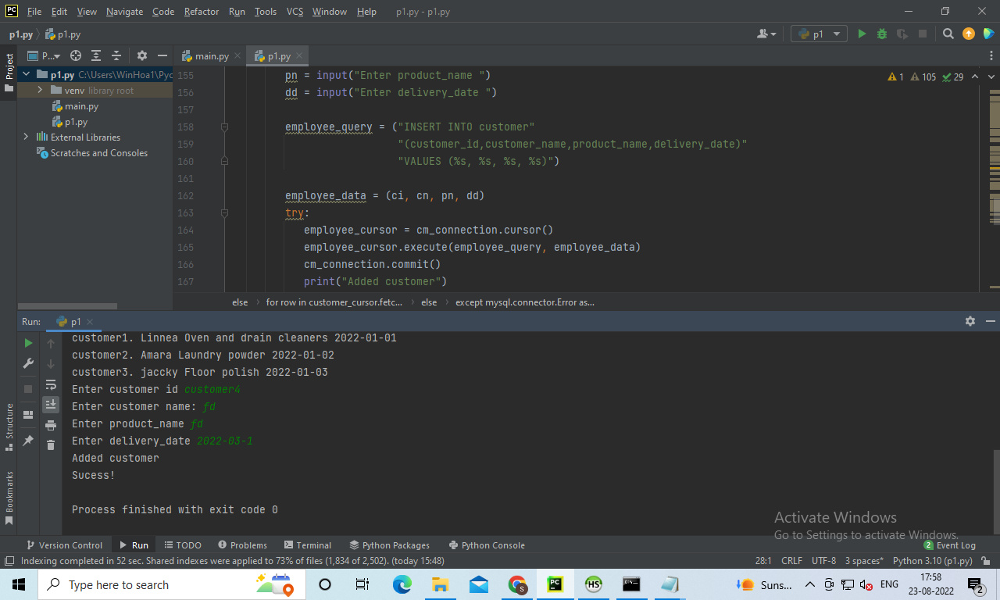 PC File Edit View Navigate Code Refactor Run Tools VCS Window Help p1.py - p1.py
p1.py p1.py p1
P... main.py p1.py
Project
p1.py C:\Users\WinHoa1\Pyc
venv library root
main.py
p1.py
External Libraries
Scratches and Consoles
1 105 29
155 pn = input("Enter product_name ")
156 dd = input("Enter delivery_date ")
157
158 employee_query = ("INSERT INTO customer"
159 "(customer_id,customer_name,product_name,delivery_date)"
160 "VALUES (%s, %s, %s, %s)")
161
162 employee_data = (ci, cn, pn, dd)
163 try:
164 employee_cursor = cm_connection.cursor()
165 employee_cursor.execute(employee_query, employee_data)
166 cm_connection.commit()
167 print("Added customer")
else for row in customer_cursor.fetc... else except mysql.connector.Error as...
Run: p1
customer1. Linnea Oven and drain cleaners 2022-01-01
customer2. Amara Laundry powder 2022-01-02
customer3. jaccky Floor polish 2022-01-03
Enter customer id customer4
Enter customer name: fd
Enter product_name fd
Enter delivery_date 2022-03-1
Added customer
Sucess!
Process finished with exit code 0
Structure
Bookmarks
Activate Windows
Go to Settings to activate Windows.
Version Control Run TODO Problems Terminal Python Packages Python Console 2 Event Log
Indexing completed in 52 sec. Shared indexes were applied to 73% of files (1,834 of 2,502). (today 15:48) 28:1 CRLF UTF-8 3 spaces* Python 3.10 (p1.py)
Type here to search S PC HS Suns... ENG 17:58
23-08-2022 2